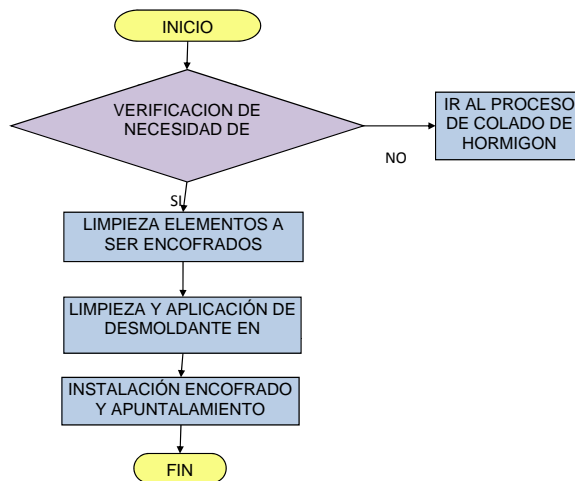 INICIO
VERIFICACION DE
NECESIDAD DE
IR AL PROCESO
DE COLADO DE
HORMIGON
NO
SI
LIMPIEZA ELEMENTOS A
SER ENCOFRADOS
LIMPIEZA Y APLICACIÓN DE
DESMOLDANTE EN
INSTALACIÓN ENCOFRADO
Y APUNTALAMIENTO
FIN